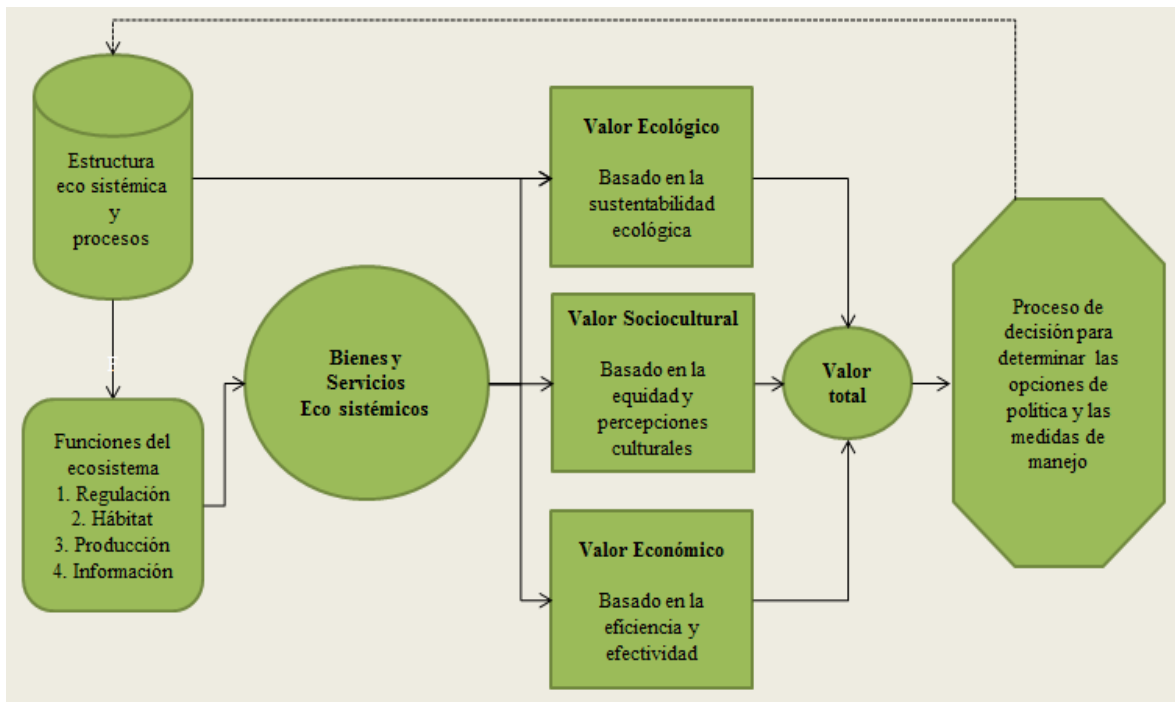 Estructura
eco sistémica
y
procesos
Funciones del
ecosistema
1. Regulación
2. Hábitat
3. Producción
4. Información
Bienes y
Servicios
Eco sistémicos
Valor Ecológico
Basado en la
sustentabilidad
ecológica
Valor Sociocultural
Basado en la
equidad y
percepciones
culturales
Valor Económico
Basado en la
eficiencia y
efectividad
Valor
total
Proceso de
decisión para
determinar las
opciones de
política y las
medidas de
manejo